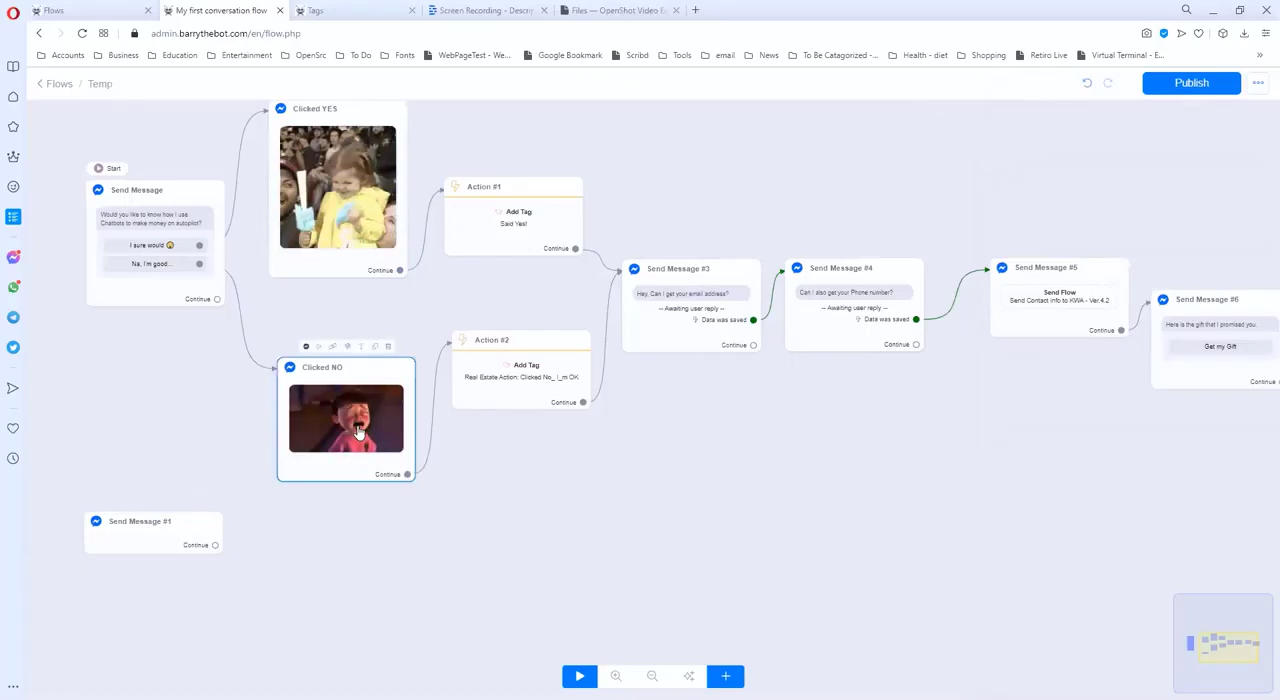 Flows
My first conversation flow
Tags
Screen Recording - Descri
Files — OpenShot Video E
admin.barrythebot.com/en/flow.php
Accounts
Business
Education
Entertainment
OpenSrc
To Do
Fonts
WebPageTest - We...
Google Bookmark
Scribd
Tools
email
News
To Be Catagorized -...
Health - diet
Shopping
Retiro Live
Virtual Terminal - E...
Flows / Temp
Publish
Clicked YES
Continue
Start
Send Message
Would you like to know how I use
Chatbots to make money on autopilot?
I sure would
Na, I'm good...
Continue
Action #1
Add Tag
Said Yes!
Continue
Send Message #3
Hey, Can I get your email address?
-- Awaiting user reply --
Data was saved
Continue
Send Message #4
Can I also get your Phone number?
-- Awaiting user reply --
Data was saved
Continue
Send Message #5
Send Flow
Send Contact info to KWA - Ver.4.2
Continue
Send Message #6
Here is the gift that I promised you.
Get my Gift
Continue
Action #2
Add Tag
Real Estate Action: Clicked No_ I_m OK
Continue
Clicked NO
Continue
Send Message #1
Continue